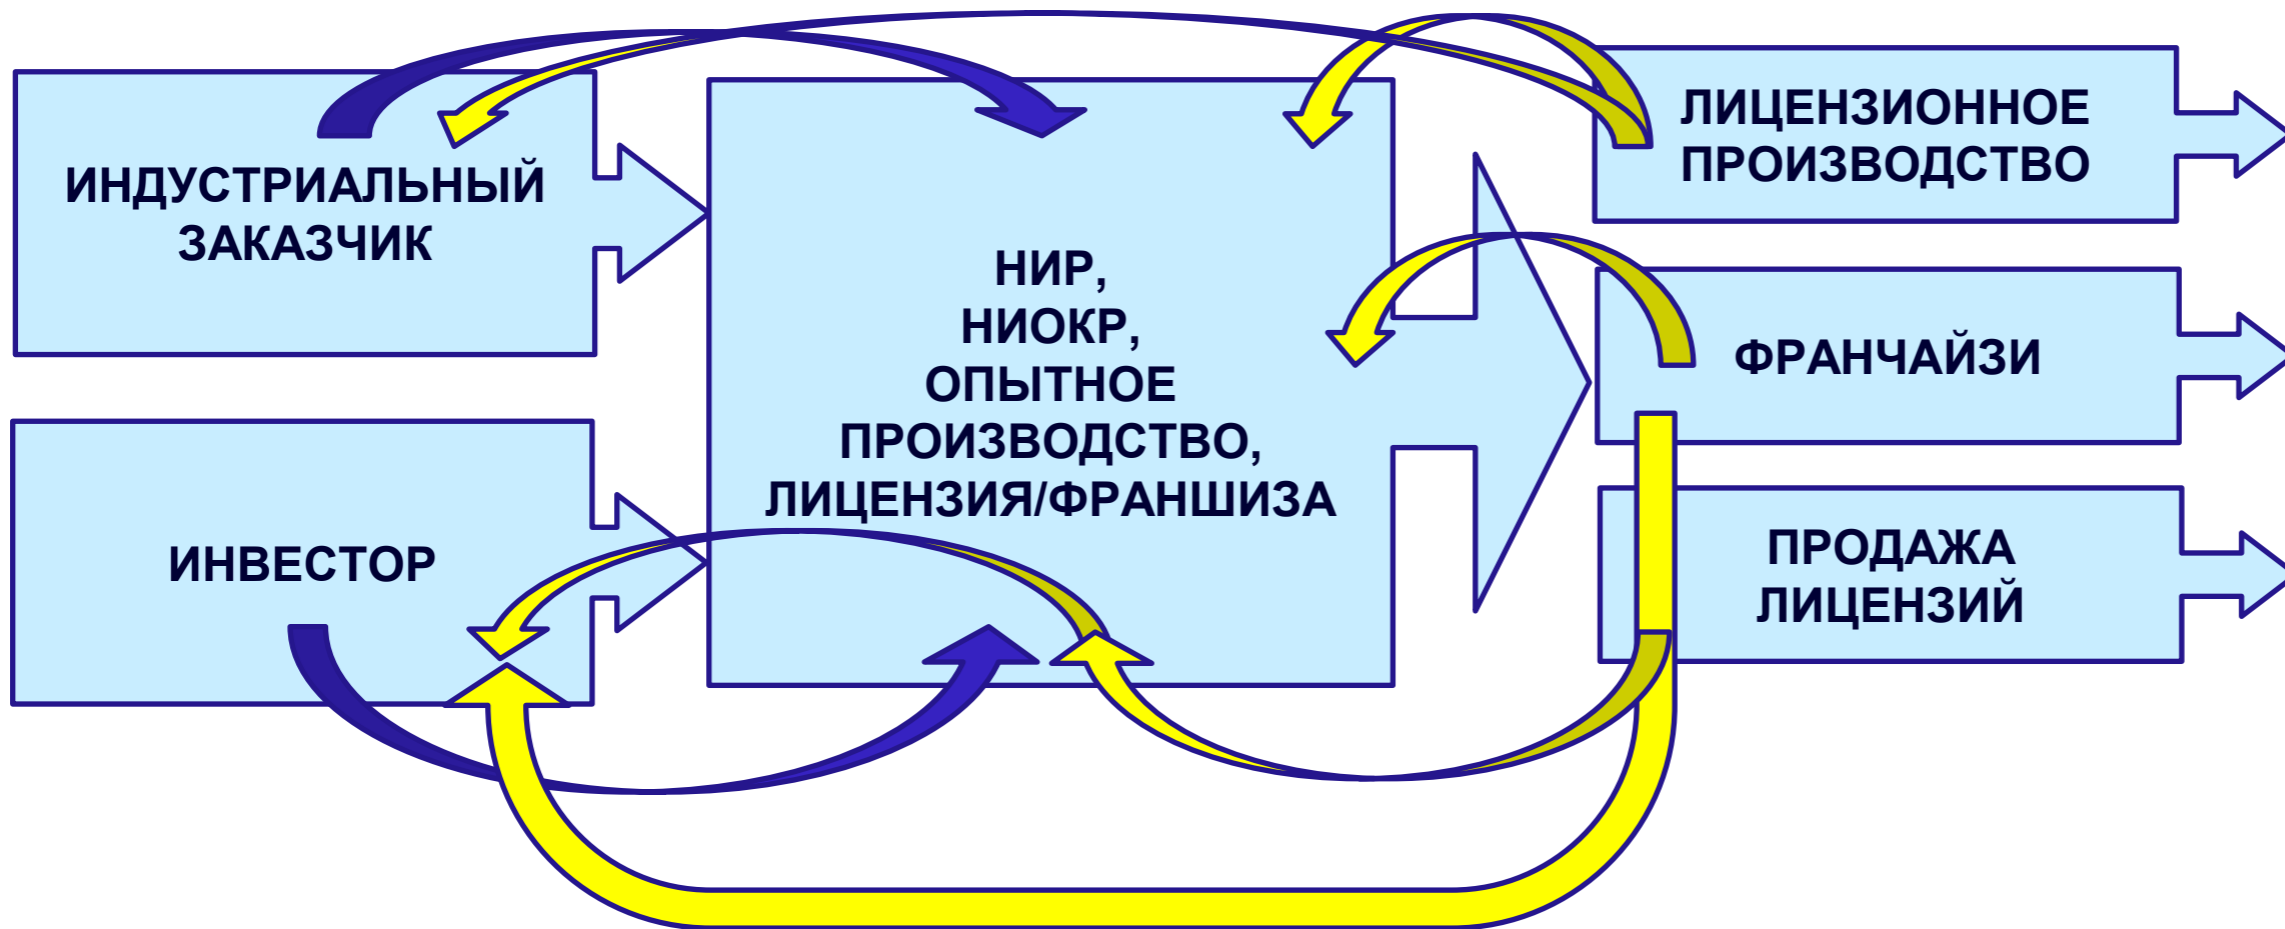 ИНДУСТРИАЛЬНЫЙ
ЗАКАЗЧИК
ИНВЕСТОР
НИР,
НИОКР,
ОПЫТНОЕ
ПРОИЗВОДСТВО,
ЛИЦЕНЗИЯ/ФРАНШИЗА
ЛИЦЕНЗИОННОЕ
ПРОИЗВОДСТВО
ФРАНЧАЙЗИ
ПРОДАЖА
ЛИЦЕНЗИЙ